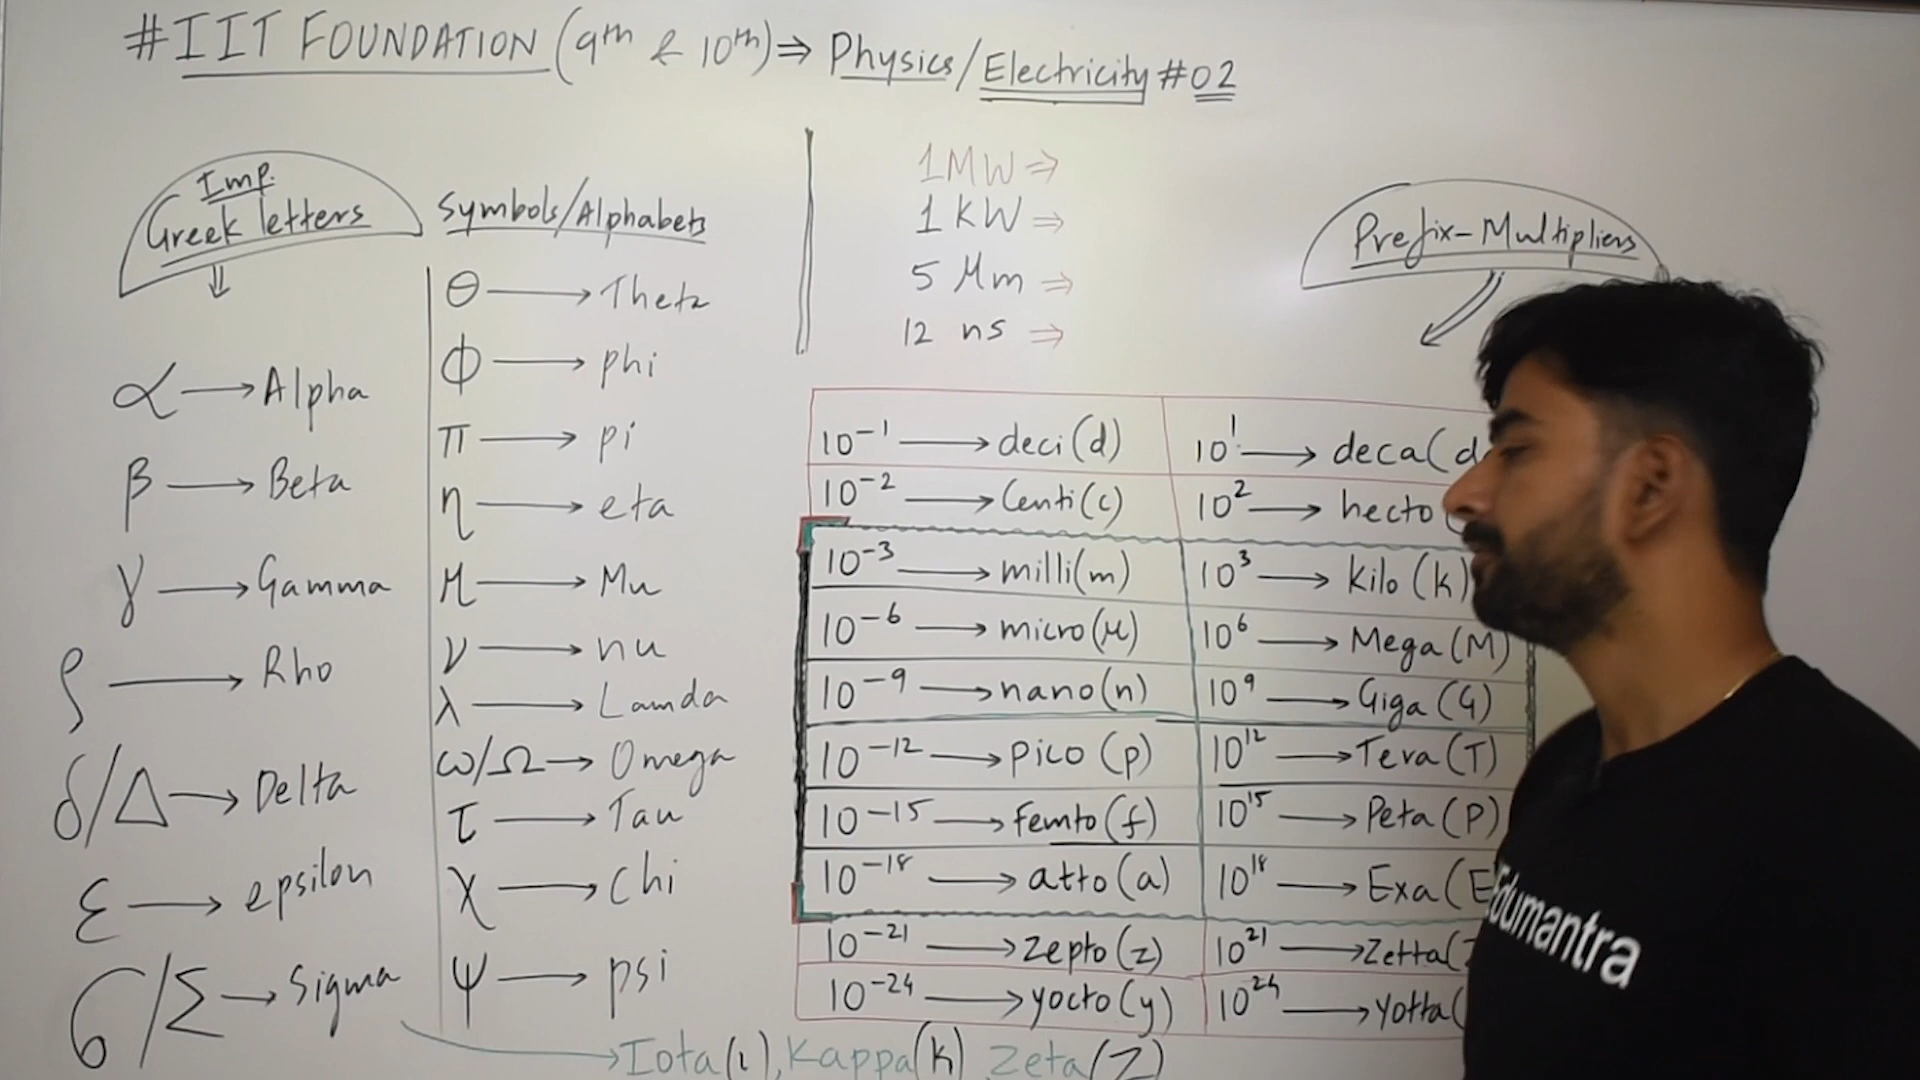 #IIT FOUNDATION (9th & 10th) ⇒ Physics/Electricity #02
Imp.
Greek letters
α → Alpha
β → Beta
γ → Gamma
ρ → Rho
δ/Δ → Delta
ε → epsilon
σ/Σ → Sigma
Symbols/Alphabets
θ → Theta
ϕ → phi
π → pi
η → eta
μ → Mu
ν → nu
λ → Lamda
ω/Ω → Omega
τ → Tau
χ → Chi
ψ → psi
→ Iota(ι), Kappa(k), Zeta(Z)
1 MW ⇒
1 KW ⇒
5 μm ⇒
12 ns ⇒
Prefix-Multipliers
10⁻¹ → deci(d) 10¹ → deca(d
10⁻² → Centi(c) 10² → hecto (
10⁻³ → milli(m) 10³ → Kilo (k)
10⁻⁶ → micro(μ) 10⁶ → Mega(M)
10⁻⁹ → nano(n) 10⁹ → Giga(G)
10⁻¹² → pico (p) 10¹² → Tera(T)
10⁻¹⁵ → Femto(f) 10¹⁵ → Peta(P)
10⁻¹⁸ → atto(a) 10¹⁸ → Exa(E
10⁻²¹ → Zepto(z) 10²¹ → Zetta(Z
10⁻²⁴ → yocto(y) 10²⁴ → Yotta(
Edumantra